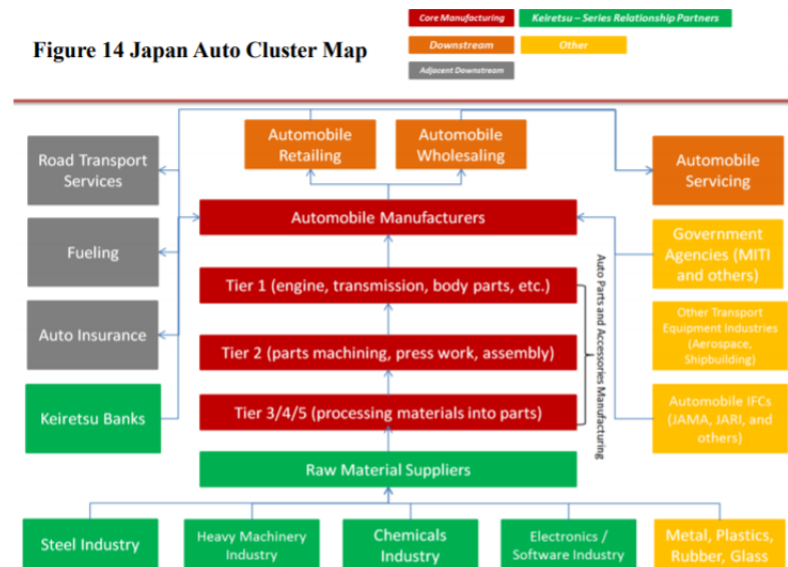 Core Manufacturing
Keiretsu – Series Relationship Partners
Figure 14 Japan Auto Cluster Map
Downstream
Other
Adjacent Downstream
Road Transport
Services
Automobile
Retailing
Automobile
Wholesaling
Automobile
Servicing
Automobile Manufacturers
Fueling
Government
Agencies (MITI
and others)
Tier 1 (engine, transmission, body parts, etc.)
Auto Insurance
Other Transport
Equipment Industries
(Aerospace,
Shipbuilding)
Tier 2 (parts machining, press work, assembly)
Auto Parts and Accessories Manufacturing
Keiretsu Banks
Tier 3/4/5 (processing materials into parts)
Automobile IFCs
(JAMA, JARI, and
others)
Raw Material Suppliers
Steel Industry
Heavy Machinery
Industry
Chemicals
Industry
Electronics /
Software Industry
Metal, Plastics,
Rubber, Glass